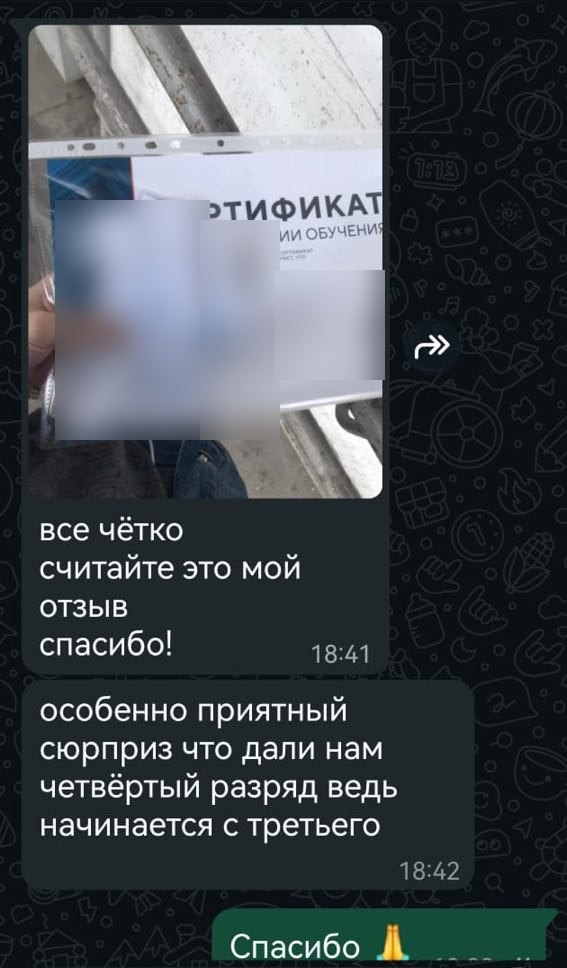 РТИФИКАТ
ИИ ОБУЧЕНИЯ
все чётко
считайте это мой
отзыв
спасибо!
18:41
особенно приятный
сюрприз что дали нам
четвёртый разряд ведь
начинается с третьего
18:42
Спасибо 🙏